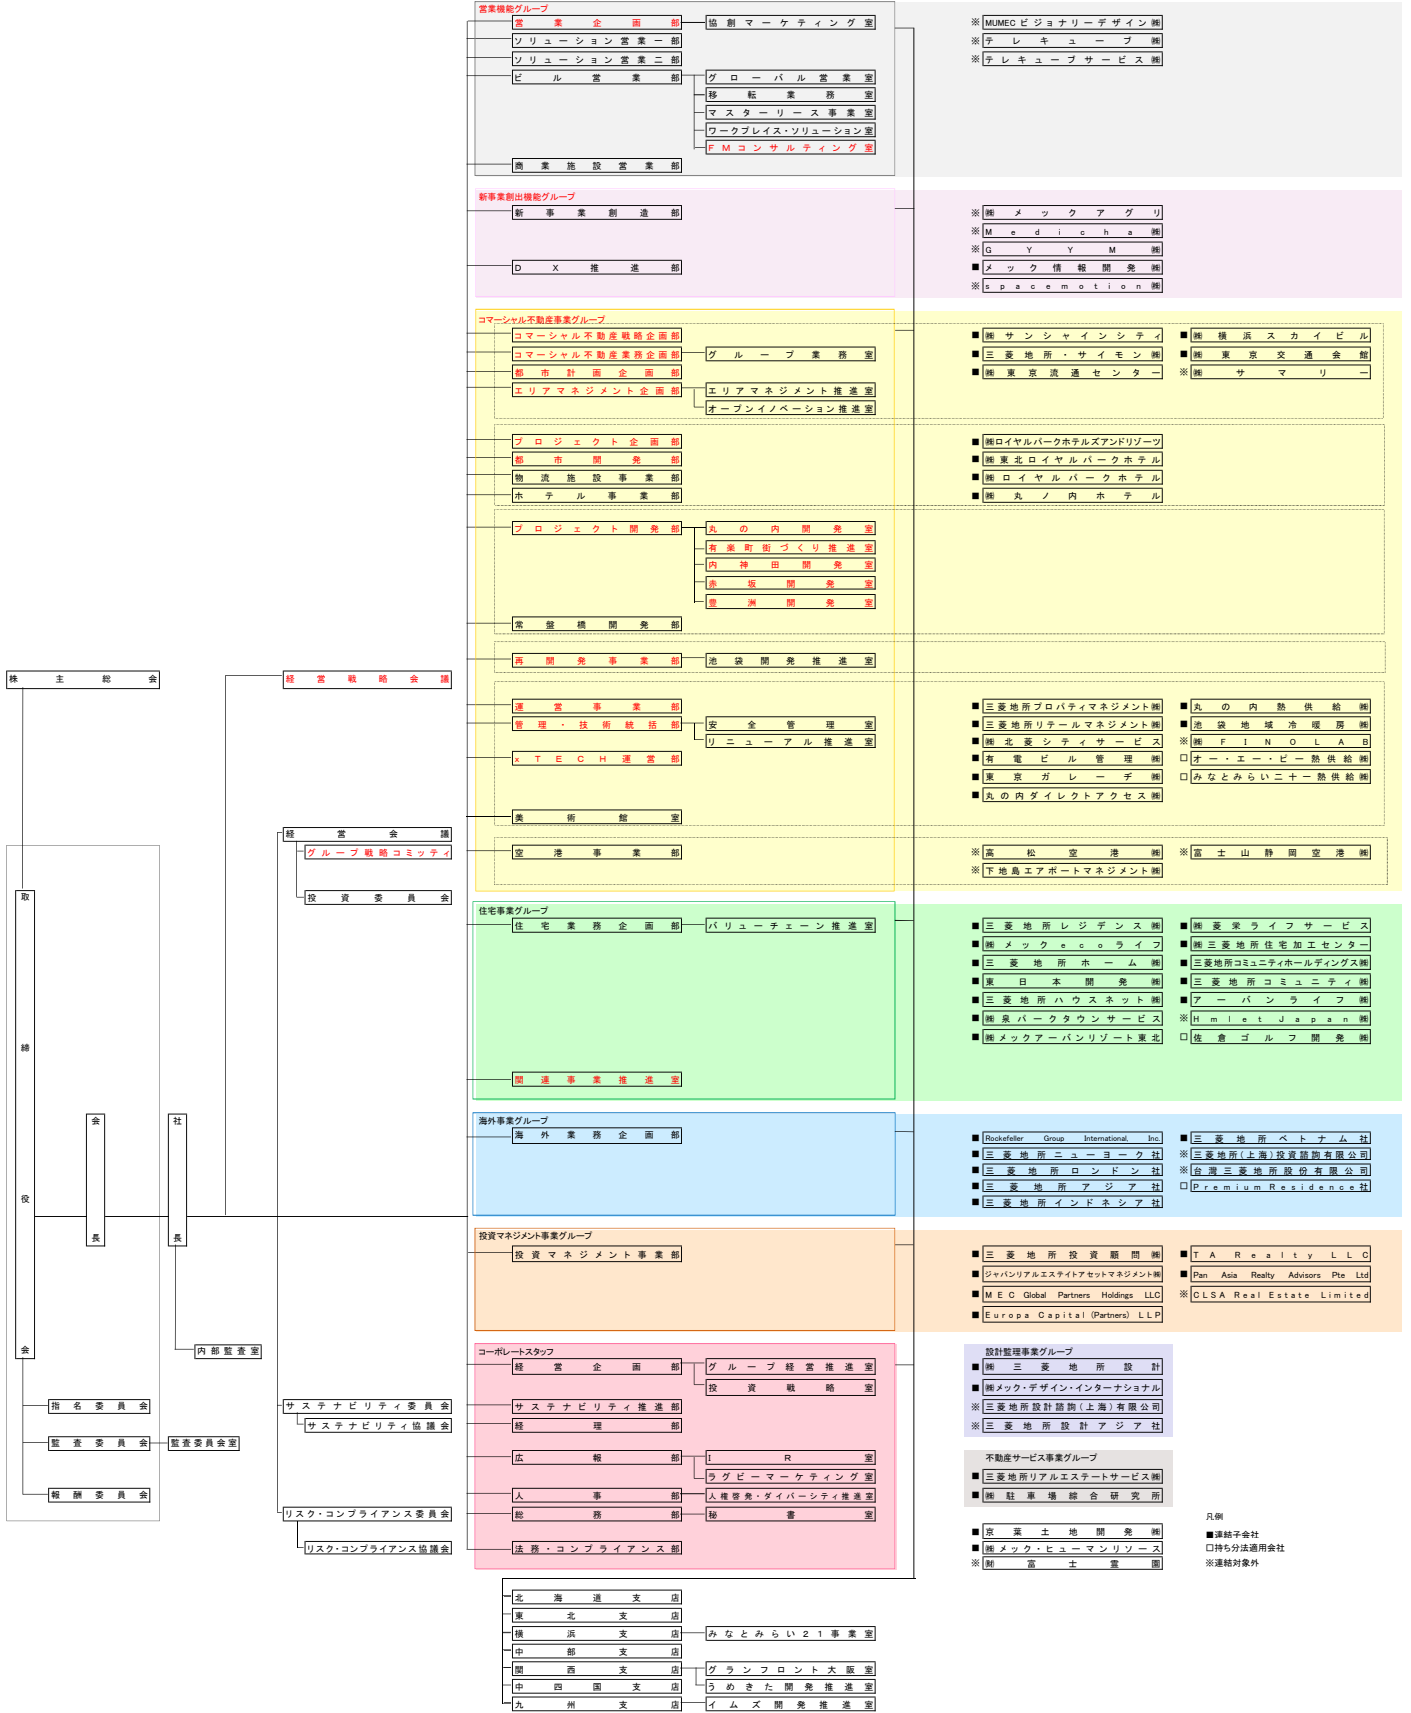 営業機能グループ
営業企画部
協創マーケティング室
※ MUMECビジョナリーデザイン㈱
ソリューション営業一部
※ テレキューブ㈱
ソリューション営業二部
※ テレキューブサービス㈱
ビル営業部
グローバル営業室
移転業務室
マスターリース事業室
ワークプレイス・ソリューション室
FMコンサルティング室
商業施設営業部
新事業創出機能グループ
新事業創造部
※ ㈱メックアグリ
※ Medicha㈱
※ GYYM㈱
DX推進部
■ メック情報開発㈱
※ spacemotion㈱
コマーシャル不動産事業グループ
コマーシャル不動産戦略企画部
■ ㈱サンシャインシティ
■ ㈱横浜スカイビル
コマーシャル不動産業務企画部
グループ業務室
■ 三菱地所・サイモン㈱
■ ㈱東京交通会館
都市計画企画部
■ ㈱東京流通センター
※ ㈱サマリー
エリアマネジメント企画部
エリアマネジメント推進室
オープンイノベーション推進室
プロジェクト企画部
■ ㈱ロイヤルパークホテルズアンドリゾーツ
都市開発部
■ ㈱東北ロイヤルパークホテル
物流施設事業部
■ ㈱ロイヤルパークホテル
ホテル事業部
■ ㈱丸ノ内ホテル
プロジェクト開発部
丸の内開発室
有楽町街づくり推進室
内神田開発室
赤坂開発室
豊洲開発室
常盤橋開発部
再開発事業部
池袋開発推進室
株主総会
経営戦略会議
運営事業部
■ 三菱地所プロパティマネジメント㈱
■ 丸の内熱供給㈱
管理・技術統括部
安全管理室
■ 三菱地所リテールマネジメント㈱
■ 池袋地域冷暖房㈱
リニューアル推進室
■ ㈱北菱シティサービス
※ ㈱FINOLAB
xTECH運営部
■ 有電ビル管理㈱
□ オー・エー・ピー熱供給㈱
■ 東京ガレーヂ㈱
□ みなとみらい二十一熱供給㈱
■ 丸の内ダイレクトアクセス㈱
美術館室
経営会議
グループ戦略コミッティ
空港事業部
※ 高松空港㈱
※ 富士山静岡空港㈱
※ 下地島エアポートマネジメント㈱
投資委員会
取締役会
住宅事業グループ
住宅業務企画部
バリューチェーン推進室
■ 三菱地所レジデンス㈱
■ ㈱菱栄ライフサービス
■ ㈱メックecoライフ
■ ㈱三菱地所住宅加工センター
■ 三菱地所ホーム㈱
■ 三菱地所コミュニティホールディングス㈱
■ 東日本開発㈱
■ 三菱地所コミュニティ㈱
■ 三菱地所ハウスネット㈱
■ アーバンライフ㈱
■ ㈱泉パークタウンサービス
※ Hmlet Japan㈱
■ ㈱メックアーバンリゾート東北
□ 佐倉ゴルフ開発㈱
関連事業推進室
会長
社長
海外事業グループ
海外業務企画部
■ Rockefeller Group International, Inc.
■ 三菱地所ベトナム社
■ 三菱地所ニューヨーク社
※ 三菱地所(上海)投資諮詢有限公司
■ 三菱地所ロンドン社
※ 台湾三菱地所股份有限公司
■ 三菱地所アジア社
□ Premium Residence社
■ 三菱地所インドネシア社
投資マネジメント事業グループ
投資マネジメント事業部
■ 三菱地所投資顧問㈱
■ TA Realty LLC
■ ジャパンリアルエステイトアセットマネジメント㈱
■ Pan Asia Realty Advisors Pte Ltd
■ MEC Global Partners Holdings LLC
※ CLSA Real Estate Limited
■ Europa Capital (Partners) LLP
内部監査室
コーポレートスタッフ
設計監理事業グループ
経営企画部
グループ経営推進室
■ ㈱三菱地所設計
投資戦略室
■ ㈱メック・デザイン・インターナショナル
指名委員会
サステナビリティ委員会
サステナビリティ推進部
※ 三菱地所設計諮詢(上海)有限公司
サステナビリティ協議会
経理部
※ 三菱地所設計アジア社
監査委員会
監査委員会室
広報部
IR室
不動産サービス事業グループ
ラグビーマーケティング室
■ 三菱地所リアルエステートサービス㈱
報酬委員会
人事部
人権啓発・ダイバーシティ推進室
■ ㈱駐車場綜合研究所
リスク・コンプライアンス委員会
総務部
秘書室
凡例
■ 京葉土地開発㈱
■連結子会社
リスク・コンプライアンス協議会
法務・コンプライアンス部
■ ㈱メック・ヒューマンリソース
□持ち分法適用会社
※ ㈶富士霊園
※連結対象外
北海道支店
東北支店
横浜支店
みなとみらい21事業室
中部支店
関西支店
グランフロント大阪室
中四国支店
うめきた開発推進室
九州支店
イムズ開発推進室